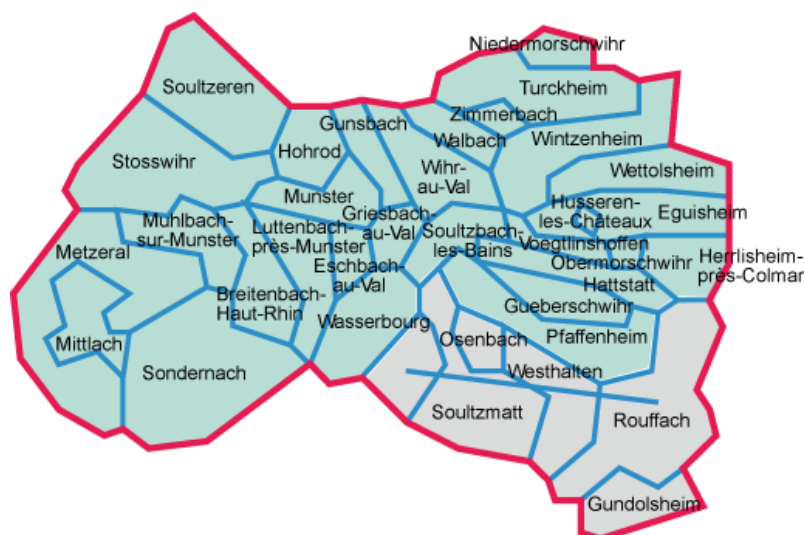 Niedermorschwihr
Soultzeren
Turckheim
Zimmerbach
Gunsbach
Walbach
Wintzenheim
Hohrod
Stosswihr
Wihr-
au-Val
Wettolsheim
Munster
Husseren-
les-Châteaux
Eguisheim
Griesbach-
au-Val
Muhlbach-
sur-Munster
Luttenbach-
près-Munster
Soultzbach-
les-Bains
Voegtlinshoffen
Metzeral
Obermorschwihr
Herrlisheim-
près-Colmar
Eschbach-
au-Val
Hattstatt
Breitenbach-
Haut-Rhin
Gueberschwihr
Wasserbourg
Pfaffenheim
Osenbach
Mittlach
Westhalten
Sondernach
Soultzmatt
Rouffach
Gundolsheim